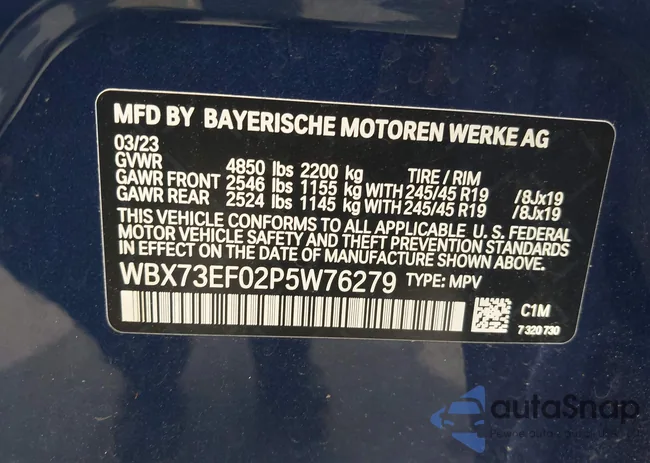 MFD BY BAYERISCHE MOTOREN WERKE AG
03/23
GVWR 4850 lbs 2200 kg TIRE / RIM
GAWR FRONT 2546 lbs 1155 kg WITH 245/45 R19 /8Jx19
GAWR REAR 2524 lbs 1145 kg WITH 245/45 R19 /8Jx19
THIS VEHICLE CONFORMS TO ALL APPLICABLE U. S. FEDERAL
MOTOR VEHICLE SAFETY AND THEFT PREVENTION STANDARDS
IN EFFECT ON THE DATE OF MANUFACTURE SHOWN ABOVE.
WBX73EF02P5W76279 TYPE: MPV
C1M
7 320 730
autoSnap